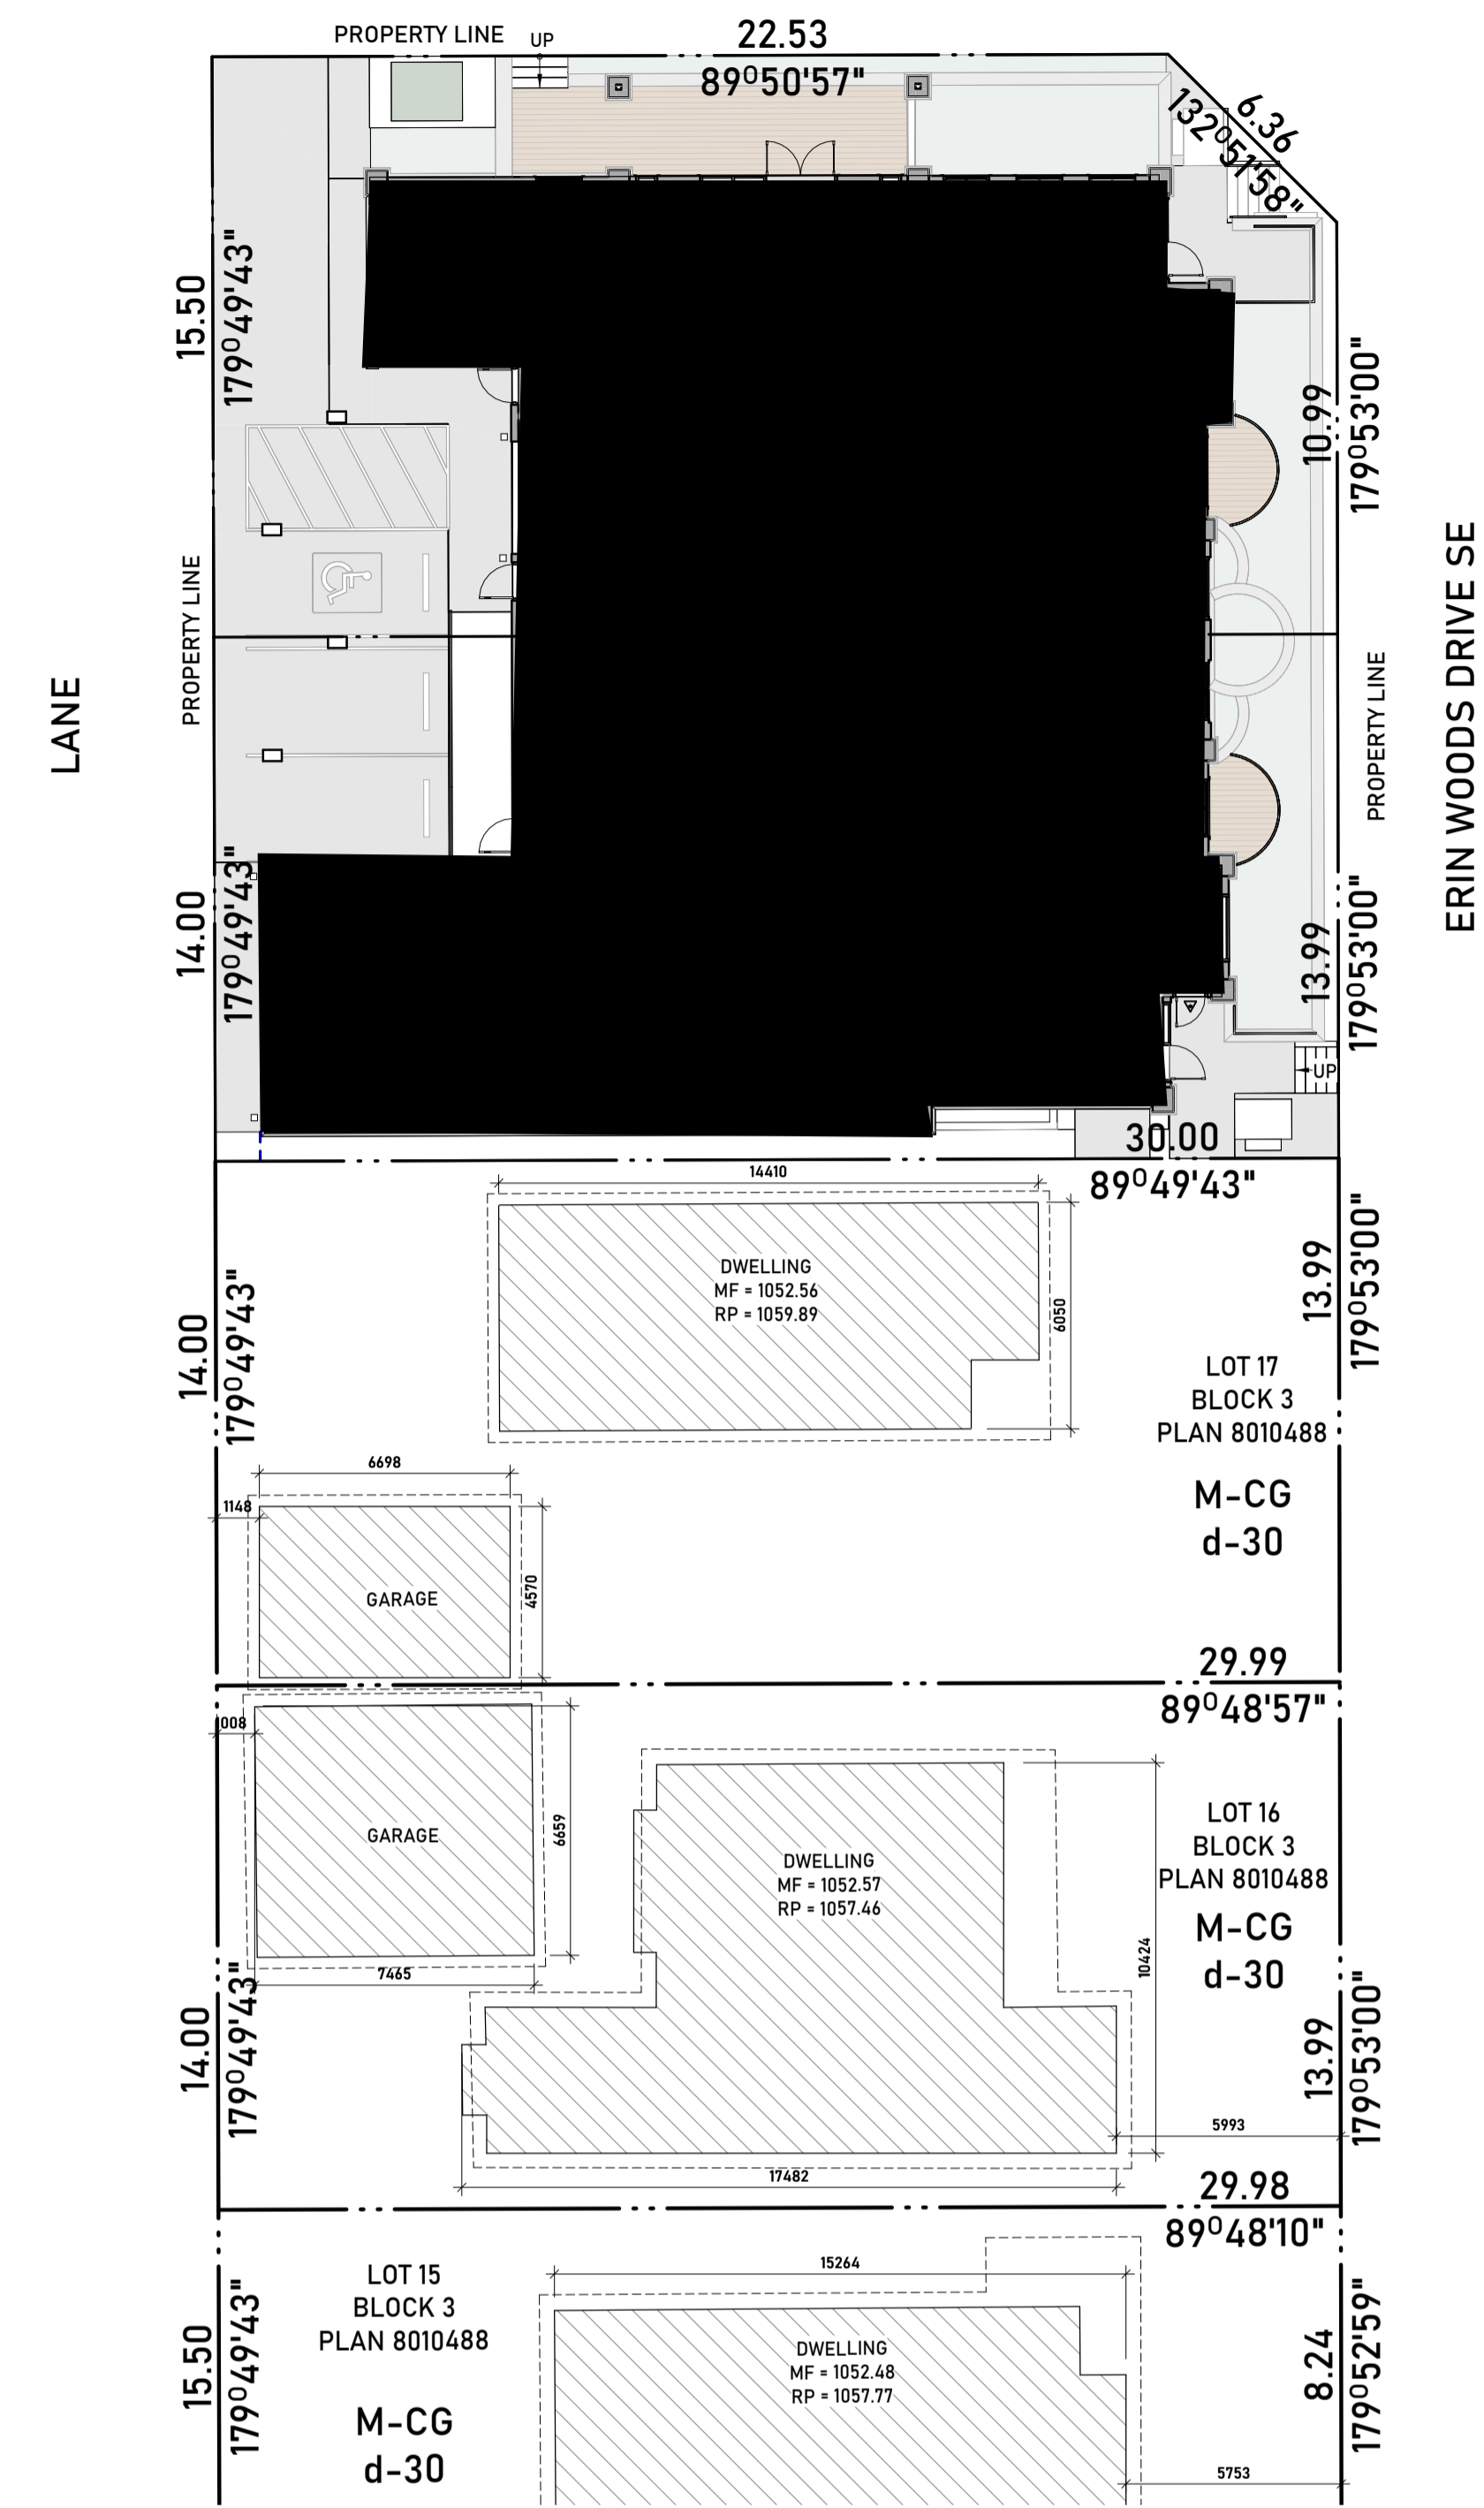 PROPERTY LINE
UP
22.53
89°50'57"
6.36
132°51'58"
15.50
179°49'43"
10.99
179°53'00"
PROPERTY LINE
LANE
PROPERTY LINE
ERIN WOODS DRIVE SE
14.00
179°49'43"
13.99
179°53'00"
UP
30.00
89°49'43"
14410
DWELLING
MF = 1052.56
RP = 1059.89
6050
14.00
179°49'43"
13.99
179°53'00"
LOT 17
BLOCK 3
PLAN 8010488
M-CG
d-30
6698
1148
GARAGE
4570
29.99
89°48'57"
1008
GARAGE
6659
7465
DWELLING
MF = 1052.57
RP = 1057.46
10424
LOT 16
BLOCK 3
PLAN 8010488
M-CG
d-30
14.00
179°49'43"
13.99
179°53'00"
5993
17482
29.98
89°48'10"
LOT 15
BLOCK 3
PLAN 8010488
M-CG
d-30
15264
DWELLING
MF = 1052.48
RP = 1057.77
15.50
179°49'43"
8.24
179°52'59"
5753